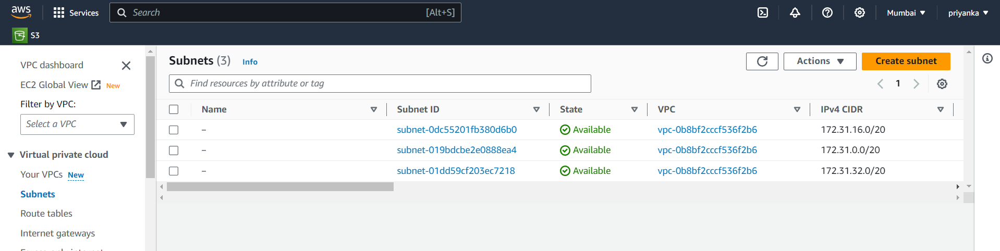 aws Services Search [Alt+S] Mumbai priyanka
S3
VPC dashboard
EC2 Global View New
Filter by VPC:
Select a VPC
Virtual private cloud
Your VPCs New
Subnets
Route tables
Internet gateways
Subnets (3) Info Actions Create subnet
Find resources by attribute or tag 1
Name Subnet ID State VPC IPv4 CIDR
– subnet-0dc55201fb380d6b0 Available vpc-0b8bf2cccf536f2b6 172.31.16.0/20
– subnet-019bdcbe2e0888ea4 Available vpc-0b8bf2cccf536f2b6 172.31.0.0/20
– subnet-01dd59cf203ec7218 Available vpc-0b8bf2cccf536f2b6 172.31.32.0/20